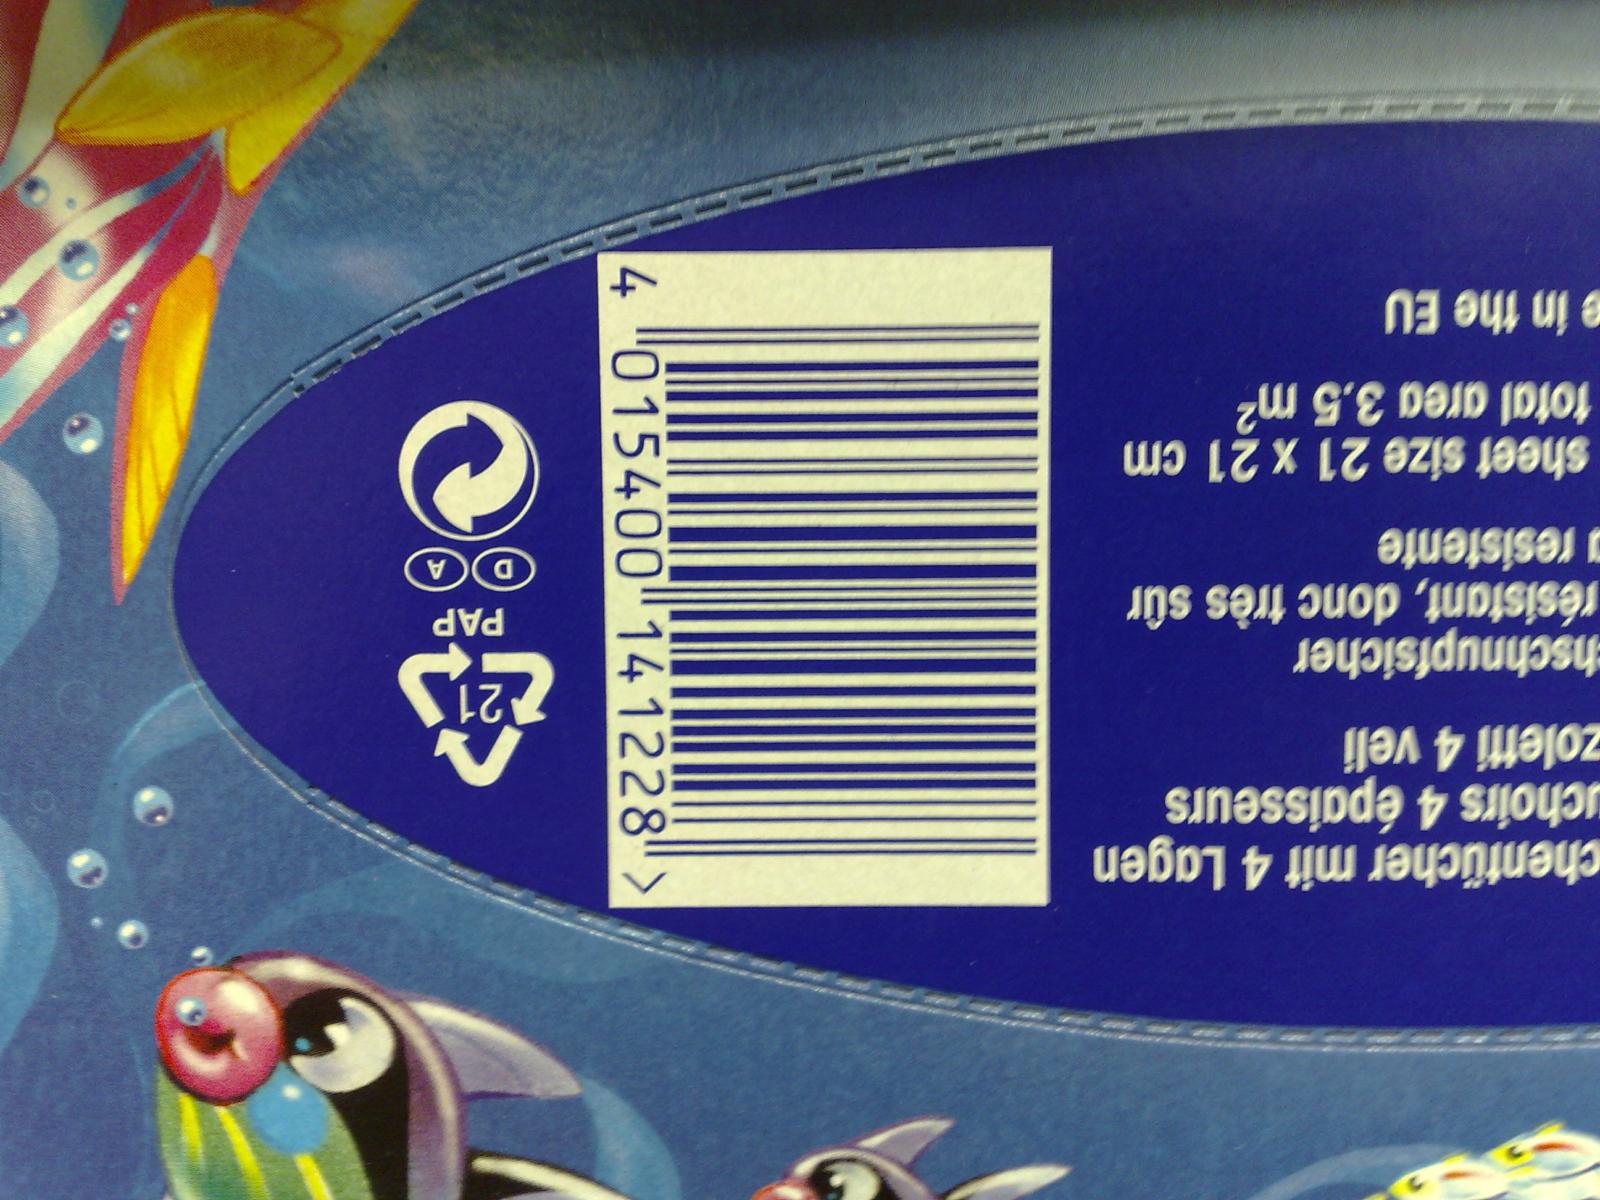 chentücher mit 4 Lagen
uchoirs 4 épaisseurs
zoletti 4 veli
chschnupfsicher
résistant, donc très sûr
resistente
sheet size 21 x 21 cm
total area 3.5 m²
e in the EU
4 015400 141228 >
21
PAP
D A